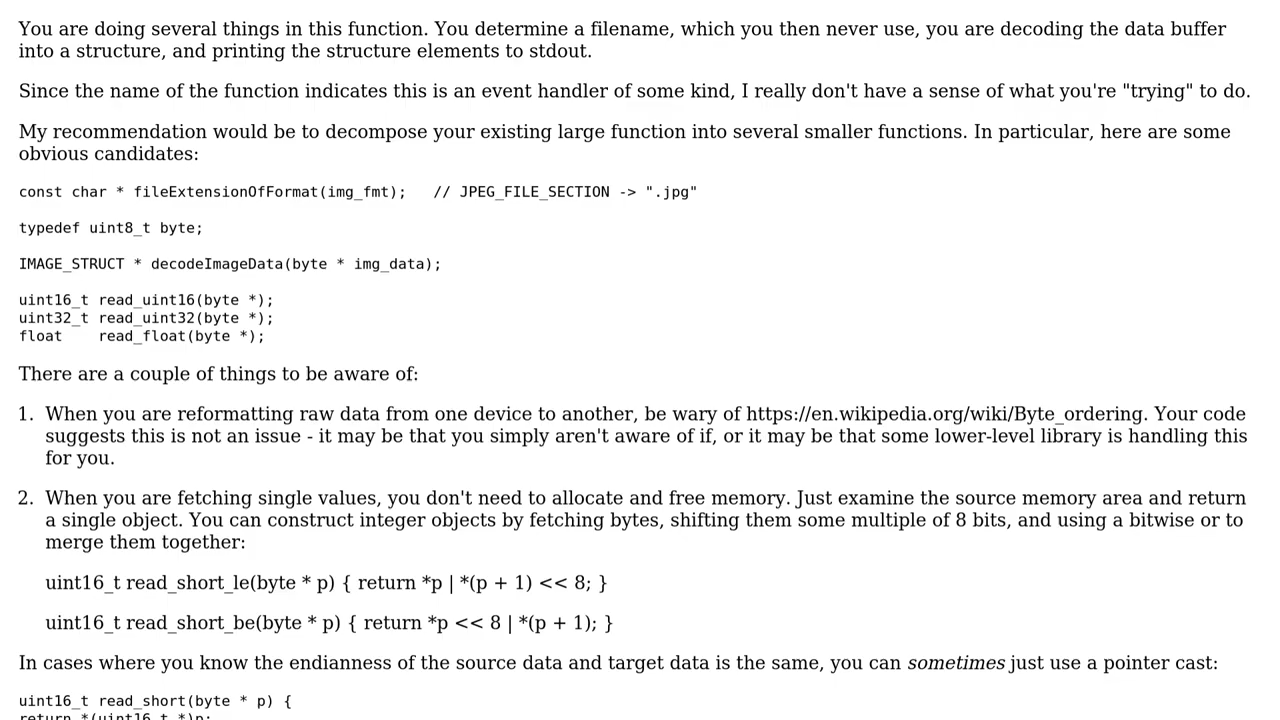 You are doing several things in this function. You determine a filename, which you then never use, you are decoding the data buffer
into a structure, and printing the structure elements to stdout.
Since the name of the function indicates this is an event handler of some kind, I really don't have a sense of what you're "trying" to do.
My recommendation would be to decompose your existing large function into several smaller functions. In particular, here are some
obvious candidates:
const char * fileExtensionOfFormat(img_fmt);   // JPEG_FILE_SECTION -> ".jpg"
typedef uint8_t byte;
IMAGE_STRUCT * decodeImageData(byte * img_data);
uint16_t read_uint16(byte *);
uint32_t read_uint32(byte *);
float    read_float(byte *);
There are a couple of things to be aware of:
1. When you are reformatting raw data from one device to another, be wary of https://en.wikipedia.org/wiki/Byte_ordering. Your code
suggests this is not an issue - it may be that you simply aren't aware of if, or it may be that some lower-level library is handling this
for you.
2. When you are fetching single values, you don't need to allocate and free memory. Just examine the source memory area and return
a single object. You can construct integer objects by fetching bytes, shifting them some multiple of 8 bits, and using a bitwise or to
merge them together:
uint16_t read_short_le(byte * p) { return *p | *(p + 1) << 8; }
uint16_t read_short_be(byte * p) { return *p << 8 | *(p + 1); }
In cases where you know the endianness of the source data and target data is the same, you can sometimes just use a pointer cast:
uint16_t read_short(byte * p) {
return *(uint16_t *)p;